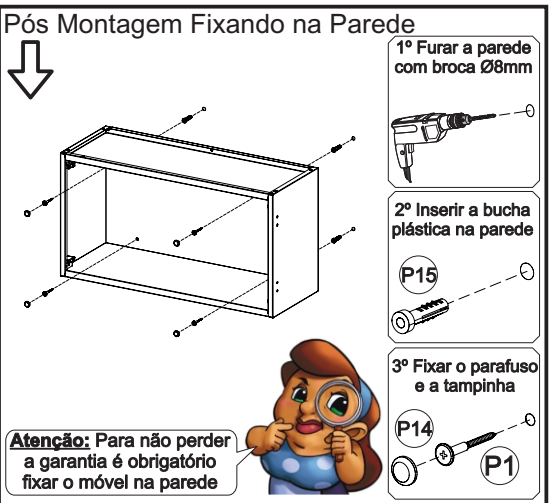 Pós Montagem Fixando na Parede
1º Furar a parede
com broca Ø8mm
2º Inserir a bucha
plástica na parede
P15
3º Fixar o parafuso
e a tampinha
P14
P1
Atenção: Para não perder
a garantia é obrigatório
fixar o móvel na parede